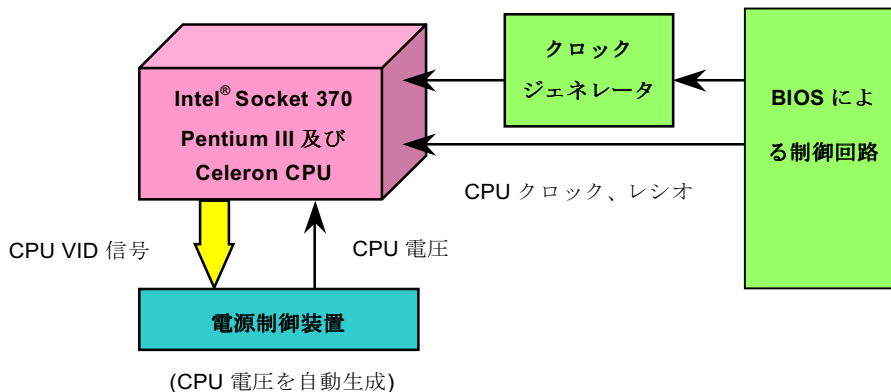 Intel® Socket 370
Pentium III 及び
Celeron CPU
クロック
ジェネレータ
BIOS によ
る制御回路
CPU クロック、レシオ
CPU VID 信号
CPU 電圧
電源制御装置
(CPU 電圧を自動生成)